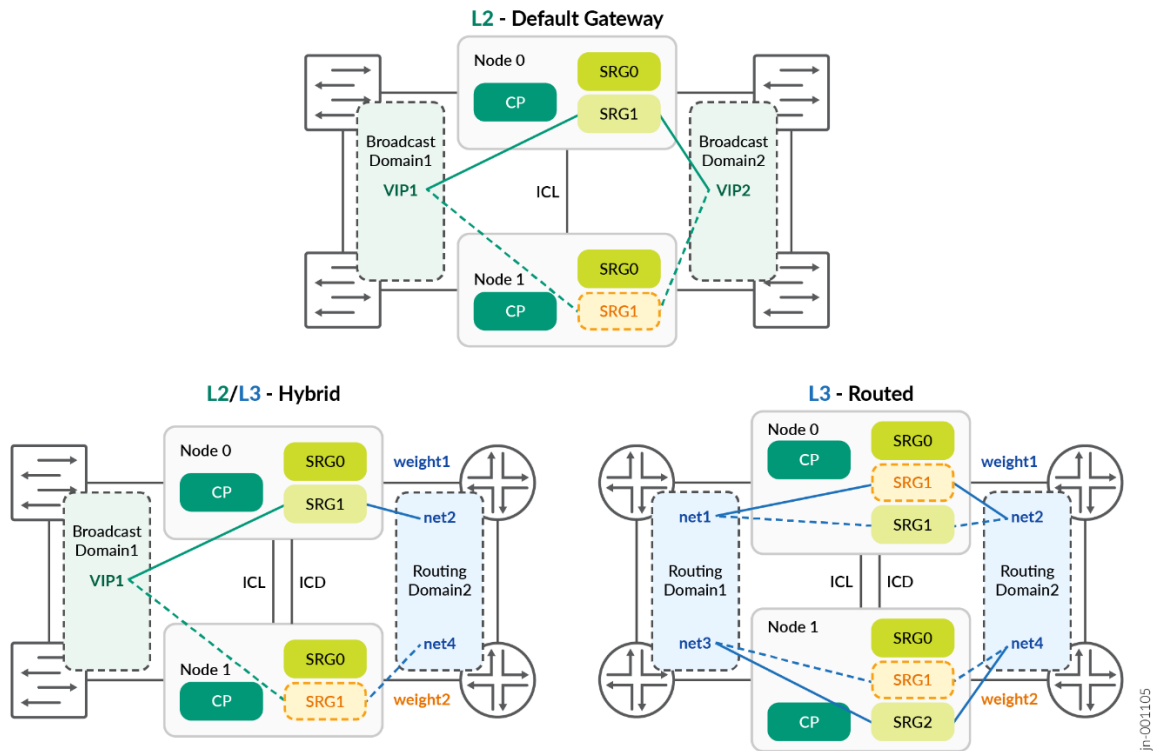 L2 - Default Gateway
Node 0
SRG0
CP
SRG1
Broadcast
Domain1
VIP1
Broadcast
Domain2
VIP2
ICL
Node 1
SRG0
CP
SRG1
L2/L3 - Hybrid
Node 0
SRG0
CP
SRG1
weight1
net2
Broadcast
Domain1
VIP1
ICL
ICD
Routing
Domain2
net4
Node 1
SRG0
CP
SRG1
weight2
L3 - Routed
Node 0
SRG0
CP
SRG1
SRG1
weight1
net1
net2
Routing
Domain1
ICL
ICD
Routing
Domain2
net3
net4
Node 1
SRG0
SRG1
CP
SRG2
weight2
jn-001105